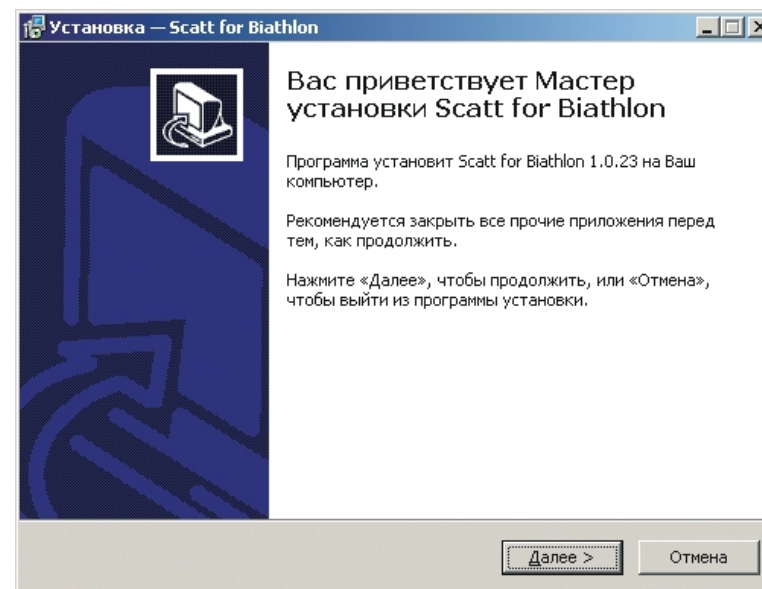 Установка — Scatt for Biathlon
Вас приветствует Мастер
установки Scatt for Biathlon
Программа установит Scatt for Biathlon 1.0.23 на Ваш
компьютер.
Рекомендуется закрыть все прочие приложения перед
тем, как продолжить.
Нажмите «Далее», чтобы продолжить, или «Отмена»,
чтобы выйти из программы установки.
Далее >
Отмена